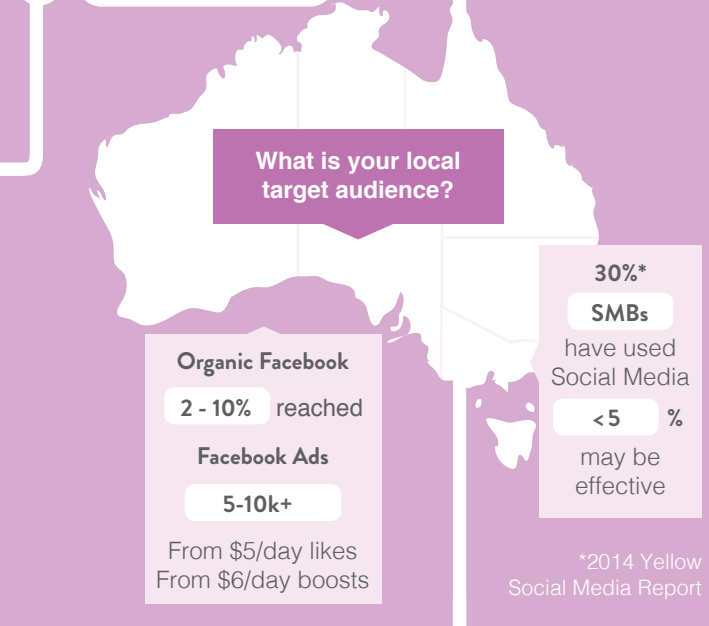 What is your local
target audience?
Organic Facebook
2 - 10% reached
Facebook Ads
5-10k+
From $5/day likes
From $6/day boosts
30%*
SMBs
have used
Social Media
<5 %
may be
effective
*2014 Yellow
Social Media Report